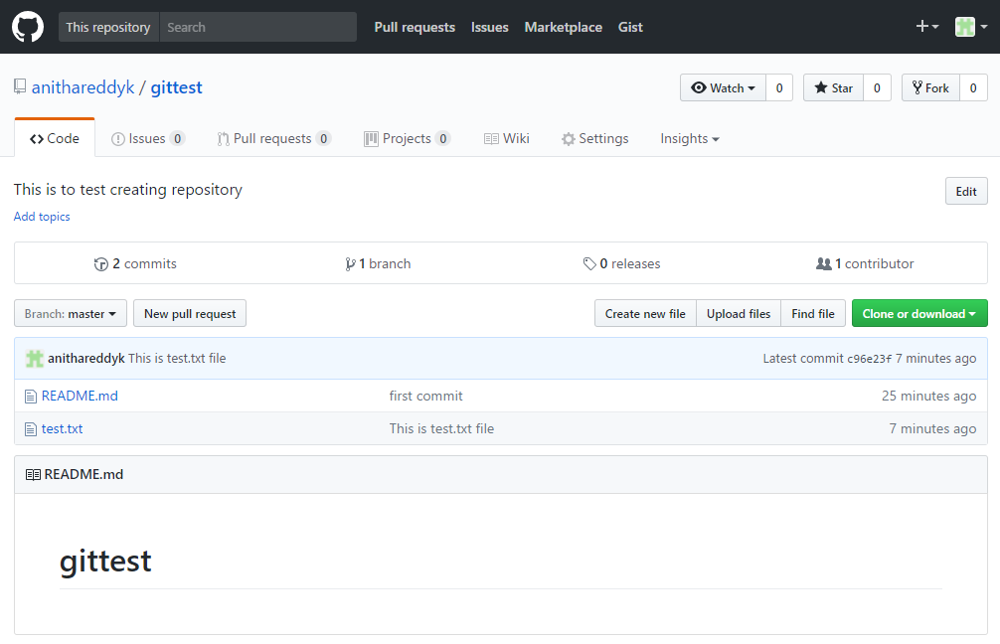 This repository Search Pull requests Issues Marketplace Gist
anithareddyk / gittest Watch 0 Star 0 Fork 0
Code Issues 0 Pull requests 0 Projects 0 Wiki Settings Insights
This is to test creating repository Edit
Add topics
2 commits 1 branch 0 releases 1 contributor
Branch: master New pull request Create new file Upload files Find file Clone or download
anithareddyk This is test.txt file Latest commit c96e23f 7 minutes ago
README.md first commit 25 minutes ago
test.txt This is test.txt file 7 minutes ago
README.md
gittest